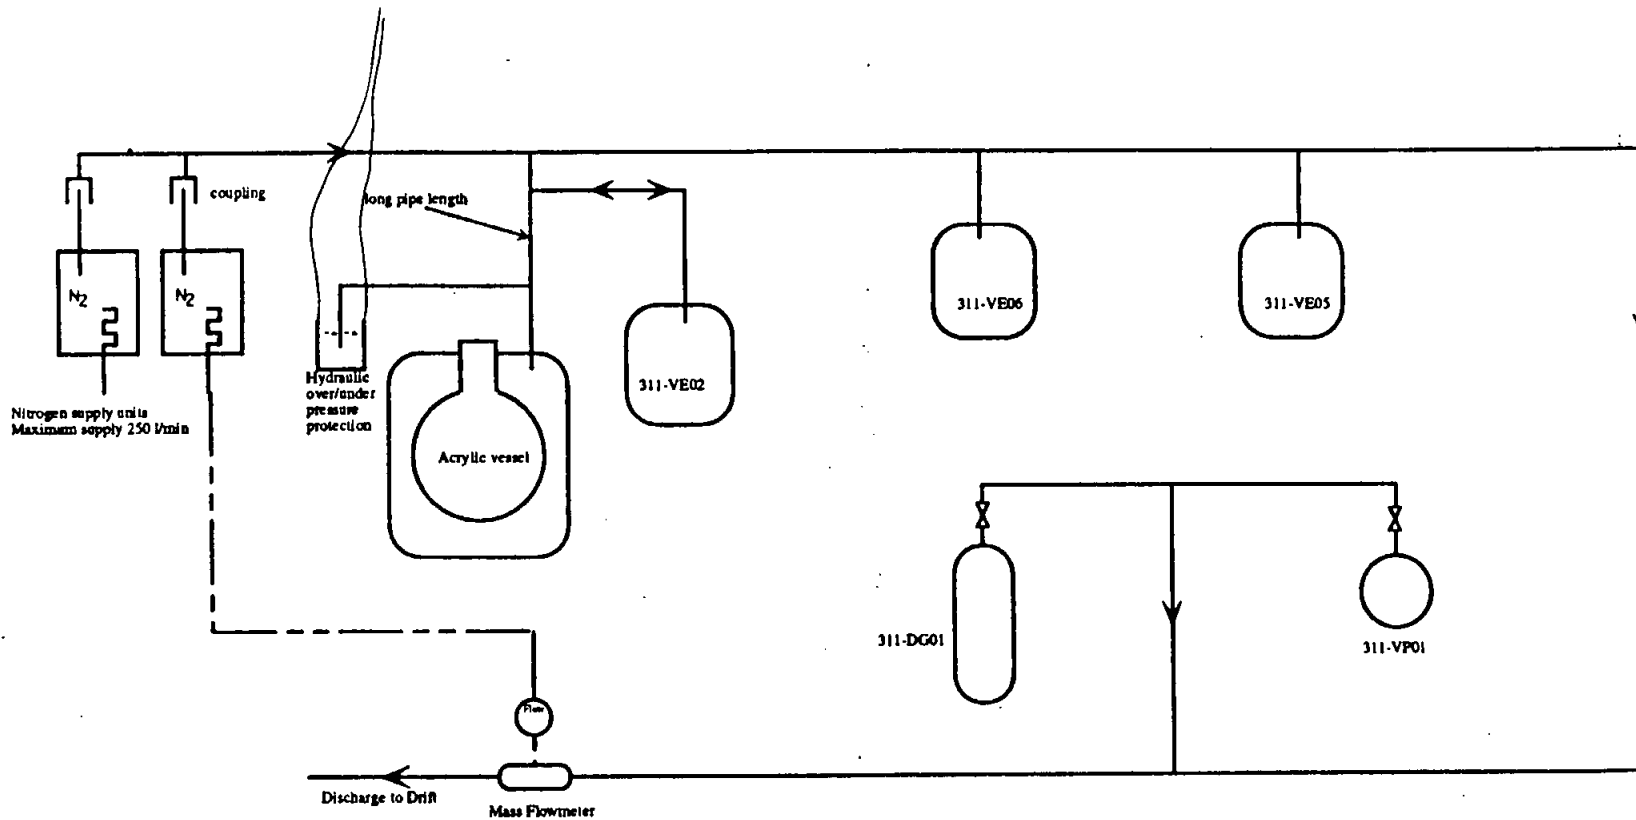 coupling
long pipe length
N2
N2
311-VE06
311-VE05
311-VE02
Hydraulic
over/under
pressure
protection
Nitrogen supply units
Maximum supply 250 l/min
Acrylic vessel
311-DG01
311-VP01
Flow
Discharge to Drift
Mass Flowmeter